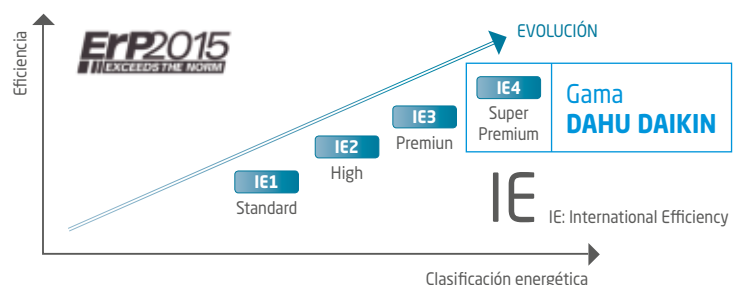 Eficiencia
ErP2015
EXCEEDS THE NORM
EVOLUCIÓN
IE4
Super
Premium
Gama
DAHU DAIKIN
IE3
Premiun
IE2
High
IE1
Standard
IE
IE: International Efficiency
Clasificación energética